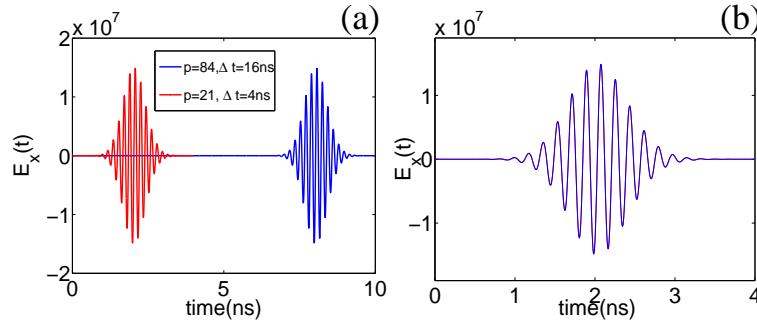 (a)
x 10^7
2
1
0
−1
−2
E_x(t)
p=84,Δ t=16ns
p=21, Δ t=4ns
0 5 10
time(ns)
(b)
x 10^7
1
0
−1
E_x(t)
0 1 2 3 4
time(ns)